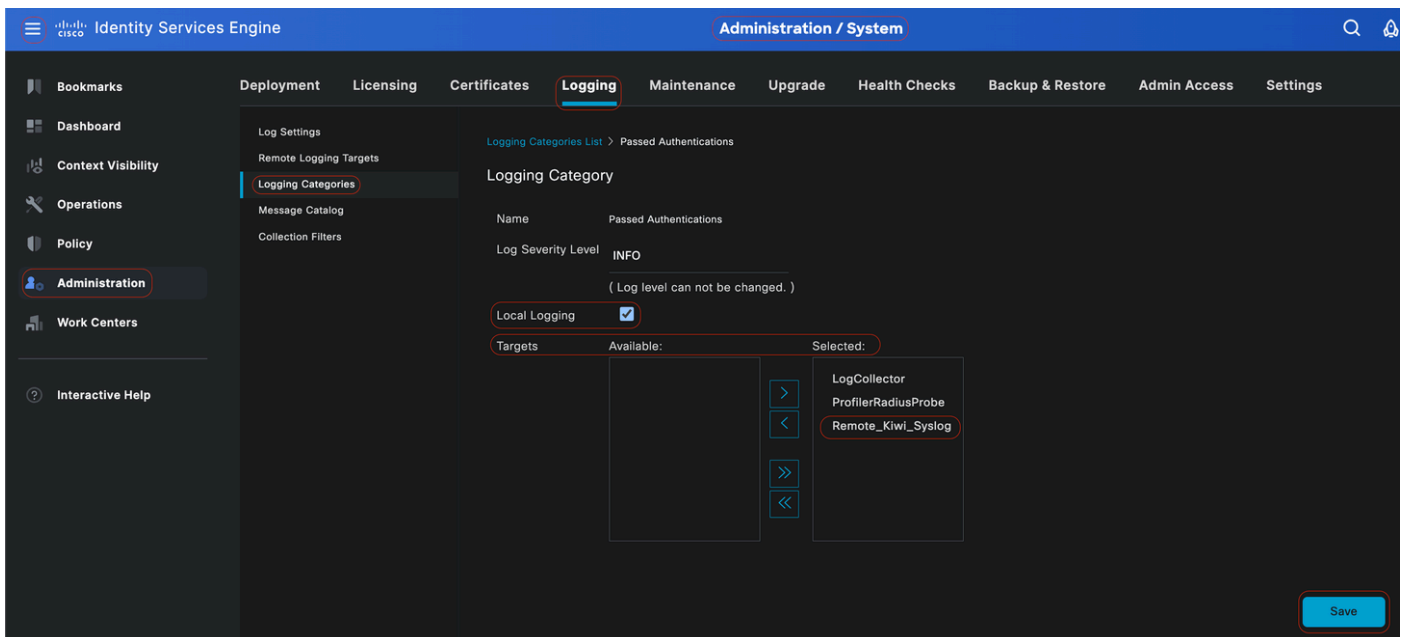 cisco Identity Services Engine
Administration / System
Bookmarks
Dashboard
Context Visibility
Operations
Policy
Administration
Work Centers
Interactive Help
Deployment Licensing Certificates Logging Maintenance Upgrade Health Checks Backup & Restore Admin Access Settings
Log Settings
Remote Logging Targets
Logging Categories
Message Catalog
Collection Filters
Logging Categories List > Passed Authentications
Logging Category
Name Passed Authentications
Log Severity Level INFO
( Log level can not be changed. )
Local Logging
Targets Available: Selected:
LogCollector
ProfilerRadiusProbe
Remote_Kiwi_Syslog
Save